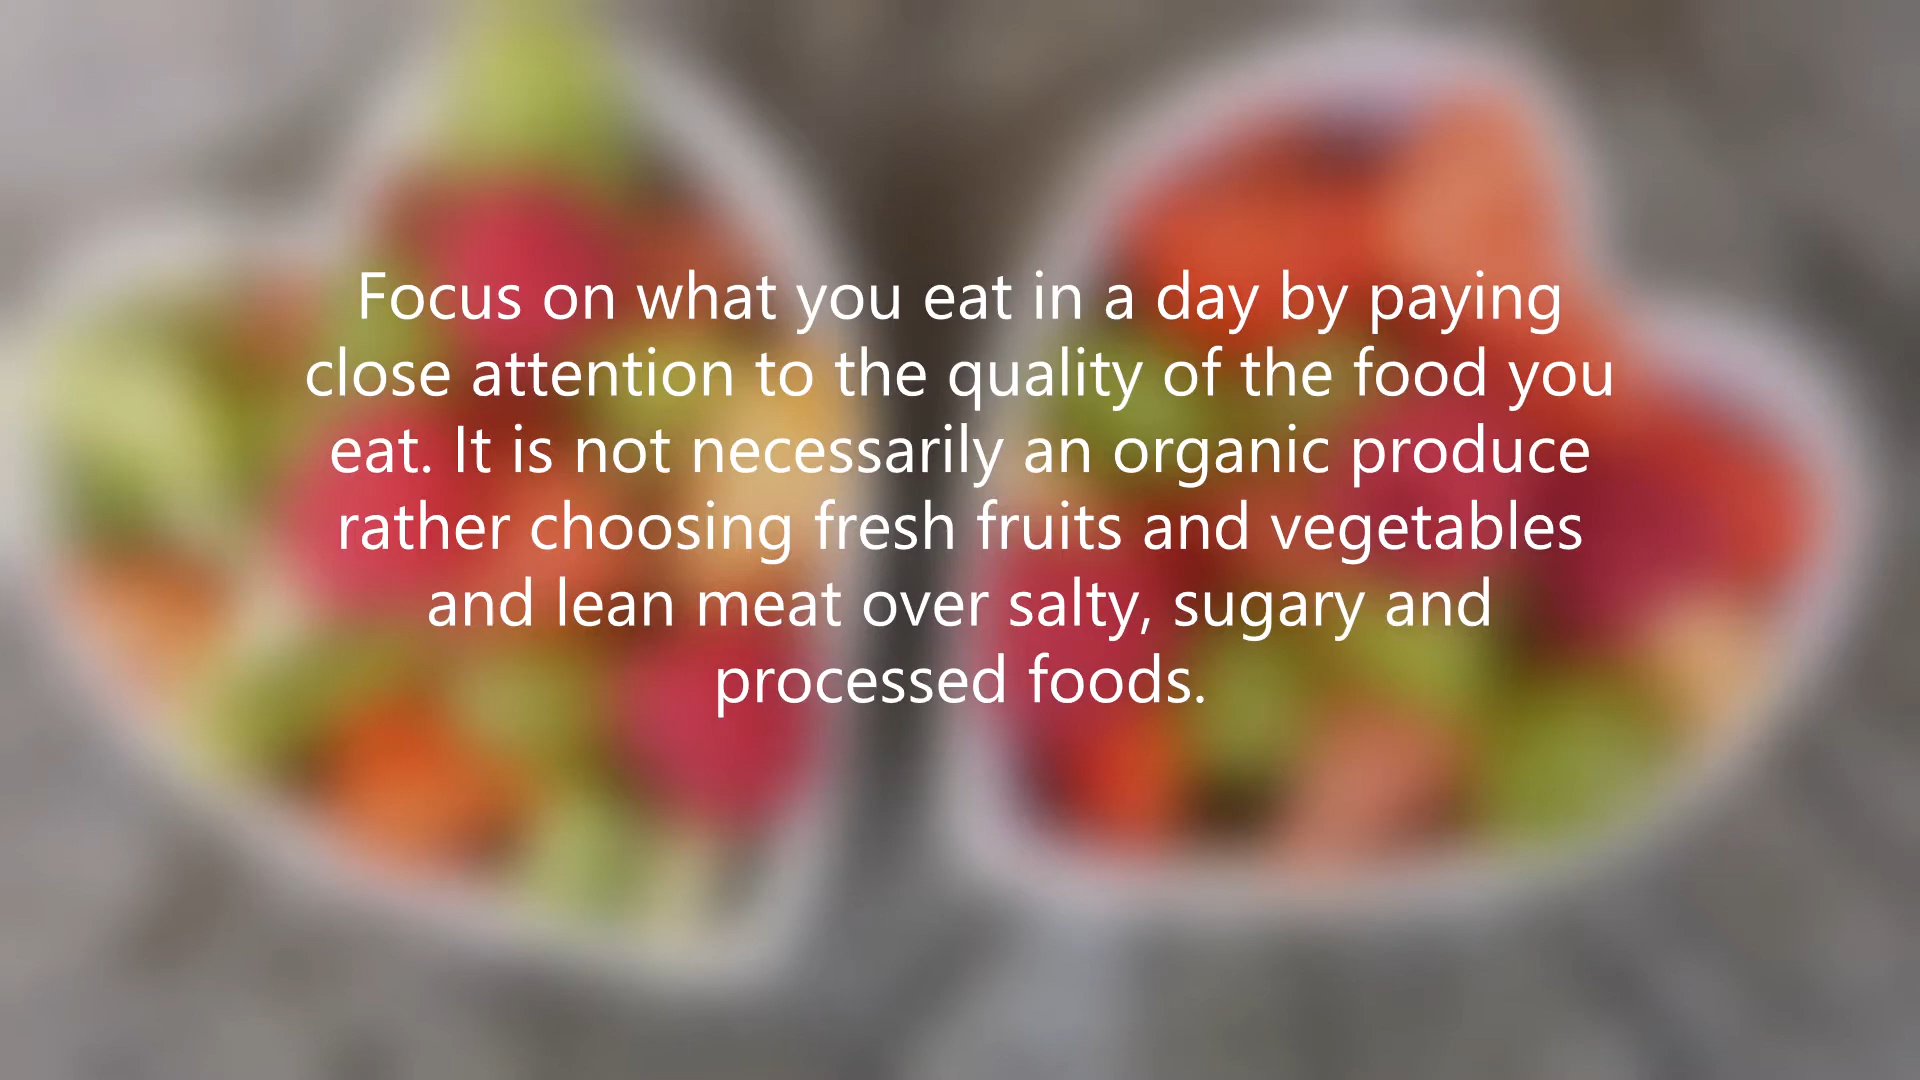 Focus on what you eat in a day by paying
close attention to the quality of the food you
eat. It is not necessarily an organic produce
rather choosing fresh fruits and vegetables
and lean meat over salty, sugary and
processed foods.